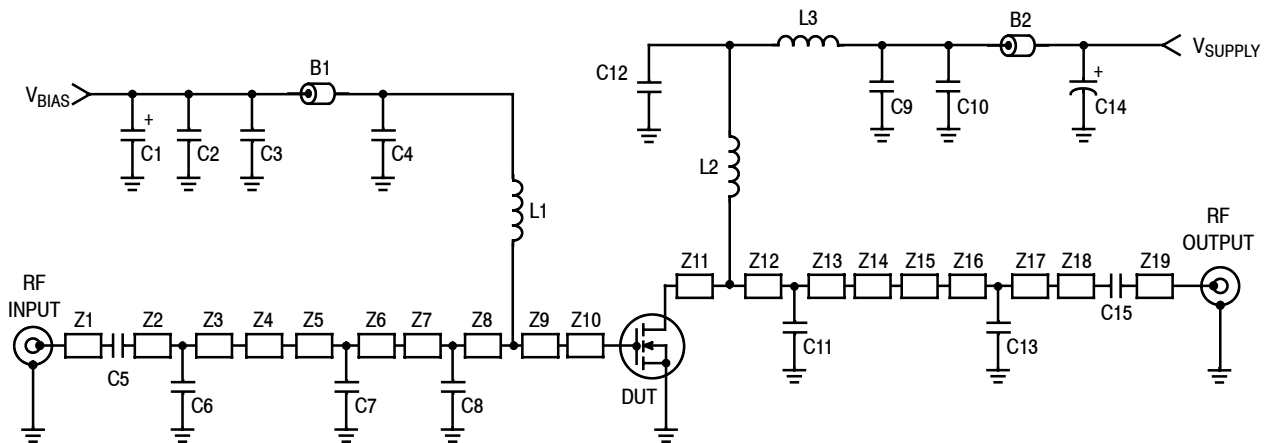 L3
B2
V_SUPPLY
C12
+
C9
C10
C14
B1
V_BIAS
+
C1
C2
C3
C4
L2
L1
RF
OUTPUT
Z11
Z12
Z13
Z14
Z15
Z16
Z17
Z18
Z19
C15
RF
INPUT
Z1
Z2
Z3
Z4
Z5
Z6
Z7
Z8
Z9
Z10
C11
C13
C5
C6
C7
C8
DUT